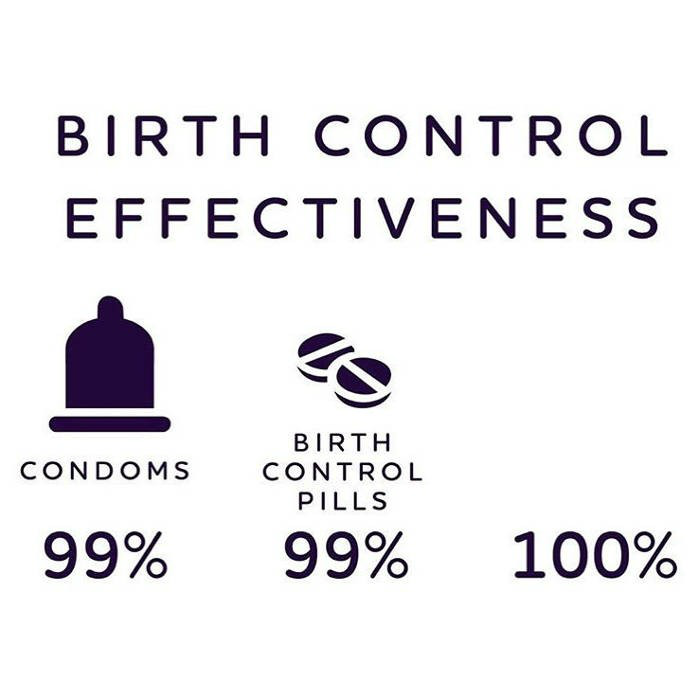 BIRTH CONTROL
EFFECTIVENESS
CONDOMS
99%
BIRTH
CONTROL
PILLS
99%
100%